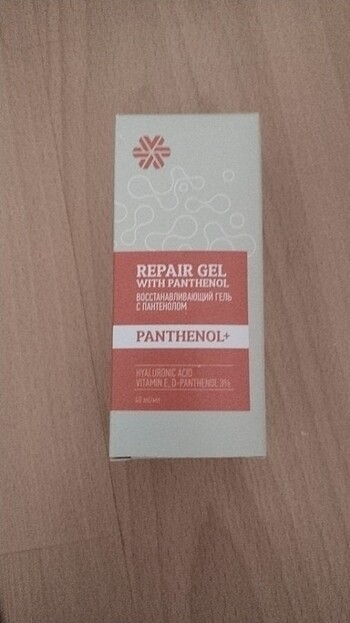 REPAIR GEL
WITH PANTHENOL
ВОССТАНАВЛИВАЮЩИЙ ГЕЛЬ
С ПАНТЕНОЛОМ
PANTHENOL+
HYALURONIC ACID
VITAMIN F, D-PANTHENOL 3%